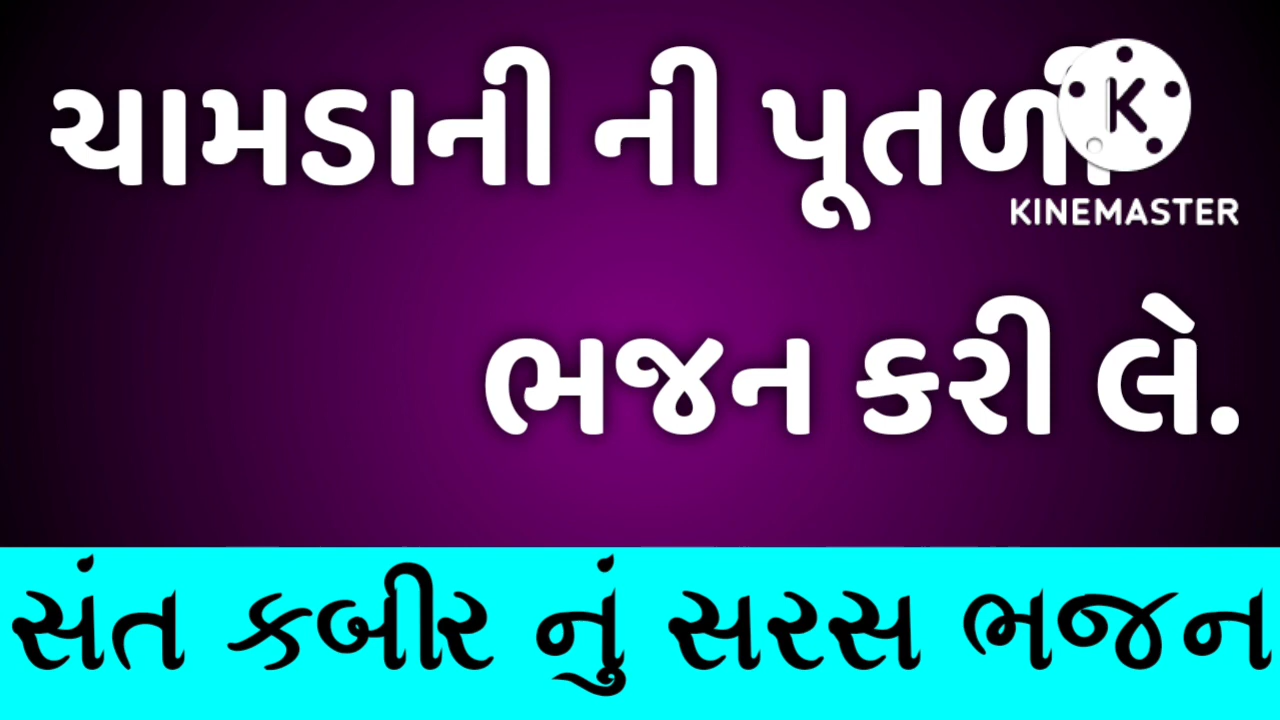 ચામડાની ની પૂતળી
KINEMASTER
ભજન કરી લે.
સંત કબીર નું સરસ ભજન